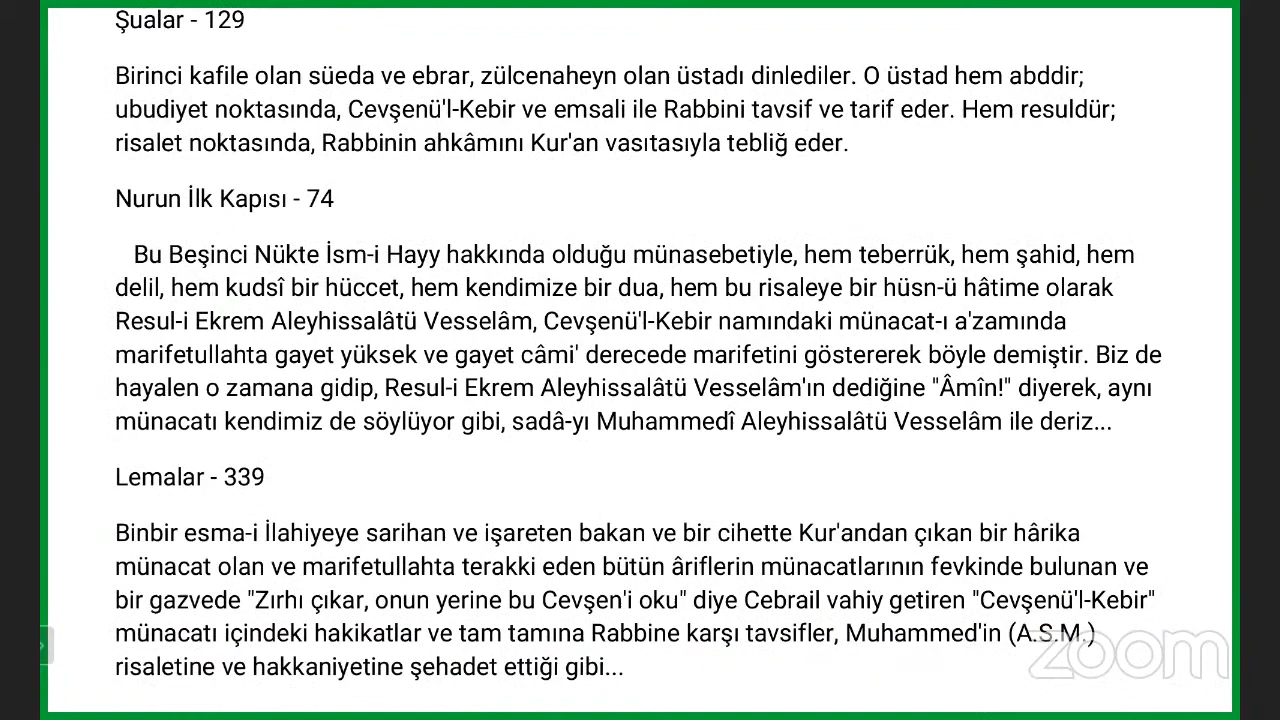 Şualar - 129
Birinci kafile olan süeda ve ebrar, zülcenaheyn olan üstadı dinlediler. O üstad hem abddir;
ubudiyet noktasında, Cevşenü'l-Kebir ve emsali ile Rabbini tavsif ve tarif eder. Hem resuldür;
risalet noktasında, Rabbinin ahkâmını Kur'an vasıtasıyla tebliğ eder.
Nurun İlk Kapısı - 74
Bu Beşinci Nükte İsm-i Hayy hakkında olduğu münasebetiyle, hem teberrük, hem şahid, hem
delil, hem kudsî bir hüccet, hem kendimize bir dua, hem bu risaleye bir hüsn-ü hâtime olarak
Resul-i Ekrem Aleyhissalâtü Vesselâm, Cevşenü'l-Kebir namındaki münacat-ı a'zamında
marifetullahta gayet yüksek ve gayet câmi' derecede marifetini göstererek böyle demiştir. Biz de
hayalen o zamana gidip, Resul-i Ekrem Aleyhissalâtü Vesselâm'ın dediğine "Âmîn!" diyerek, aynı
münacatı kendimiz de söylüyor gibi, sadâ-yı Muhammedî Aleyhissalâtü Vesselâm ile deriz...
Lemalar - 339
Binbir esma-i İlahiyeye sarihan ve işareten bakan ve bir cihette Kur'andan çıkan bir hârika
münacat olan ve marifetullahta terakki eden bütün âriflerin münacatlarının fevkinde bulunan ve
bir gazvede "Zırhı çıkar, onun yerine bu Cevşen'i oku" diye Cebrail vahiy getiren "Cevşenü'l-Kebir"
münacatı içindeki hakikatlar ve tam tamına Rabbine karşı tavsifler, Muhammed'in (A.S.M.)
risaletine ve hakkaniyetine şehadet ettiği gibi...
zoom